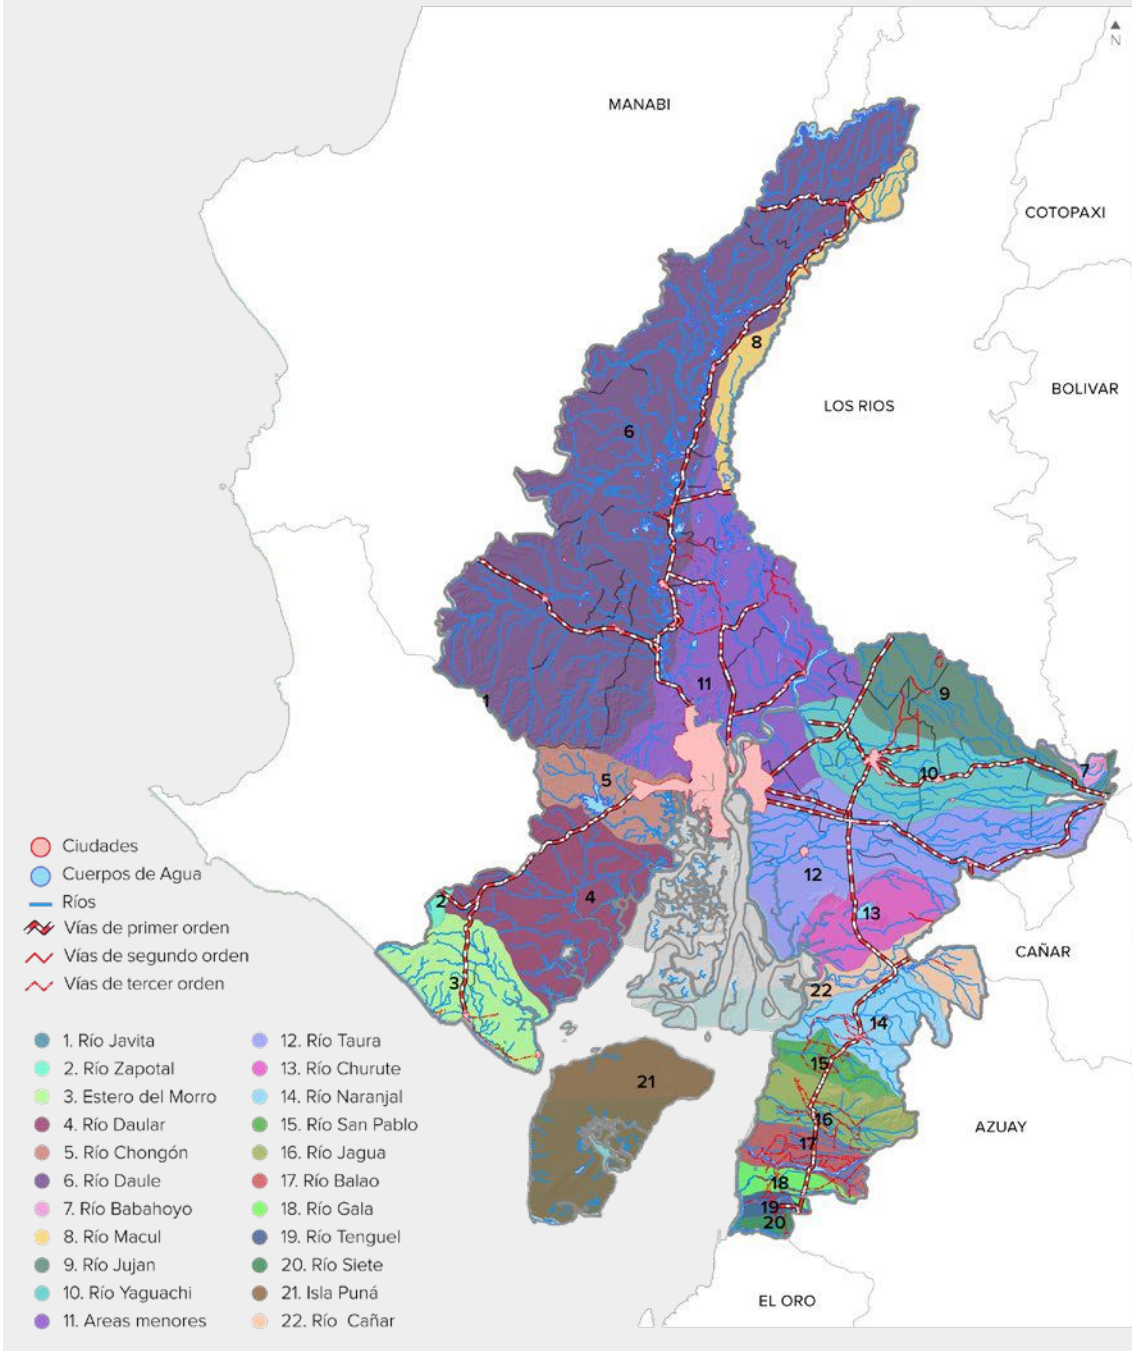 N
MANABI
COTOPAXI
8
BOLIVAR
LOS RIOS
6
9
11
1
7
10
5
12
4
2
13
CAÑAR
3
22
14
15
21
16
AZUAY
17
18
19
20
EL ORO
Ciudades
Cuerpos de Agua
Ríos
Vías de primer orden
Vías de segundo orden
Vías de tercer orden
1. Río Javita
2. Río Zapotal
3. Estero del Morro
4. Río Daular
5. Río Chongón
6. Río Daule
7. Río Babahoyo
8. Río Macul
9. Río Jujan
10. Río Yaguachi
11. Areas menores
12. Río Taura
13. Río Churute
14. Río Naranjal
15. Río San Pablo
16. Río Jagua
17. Río Balao
18. Río Gala
19. Río Tenguel
20. Río Siete
21. Isla Puná
22. Río Cañar